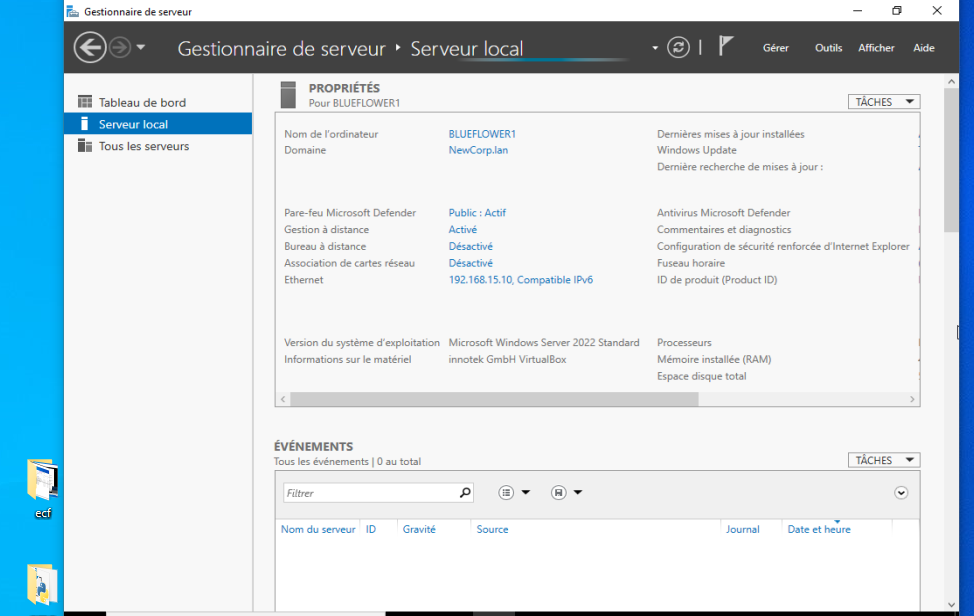 Gestionnaire de serveur
Gestionnaire de serveur ‣ Serveur local
Gérer Outils Afficher Aide
Tableau de bord
Serveur local
Tous les serveurs
PROPRIÉTÉS
Pour BLUEFLOWER1
TÂCHES
Nom de l'ordinateur BLUEFLOWER1 Dernières mises à jour installées
Domaine NewCorp.lan Windows Update
Dernière recherche de mises à jour :
Pare-feu Microsoft Defender Public : Actif Antivirus Microsoft Defender
Gestion à distance Activé Commentaires et diagnostics
Bureau à distance Désactivé Configuration de sécurité renforcée d'Internet Explorer
Association de cartes réseau Désactivé Fuseau horaire
Ethernet 192.168.15.10, Compatible IPv6 ID de produit (Product ID)
Version du système d'exploitation Microsoft Windows Server 2022 Standard Processeurs
Informations sur le matériel innotek GmbH VirtualBox Mémoire installée (RAM)
Espace disque total
ÉVÉNEMENTS
Tous les événements | 0 au total
TÂCHES
Filtrer
Nom du serveur ID Gravité Source Journal Date et heure
ecf